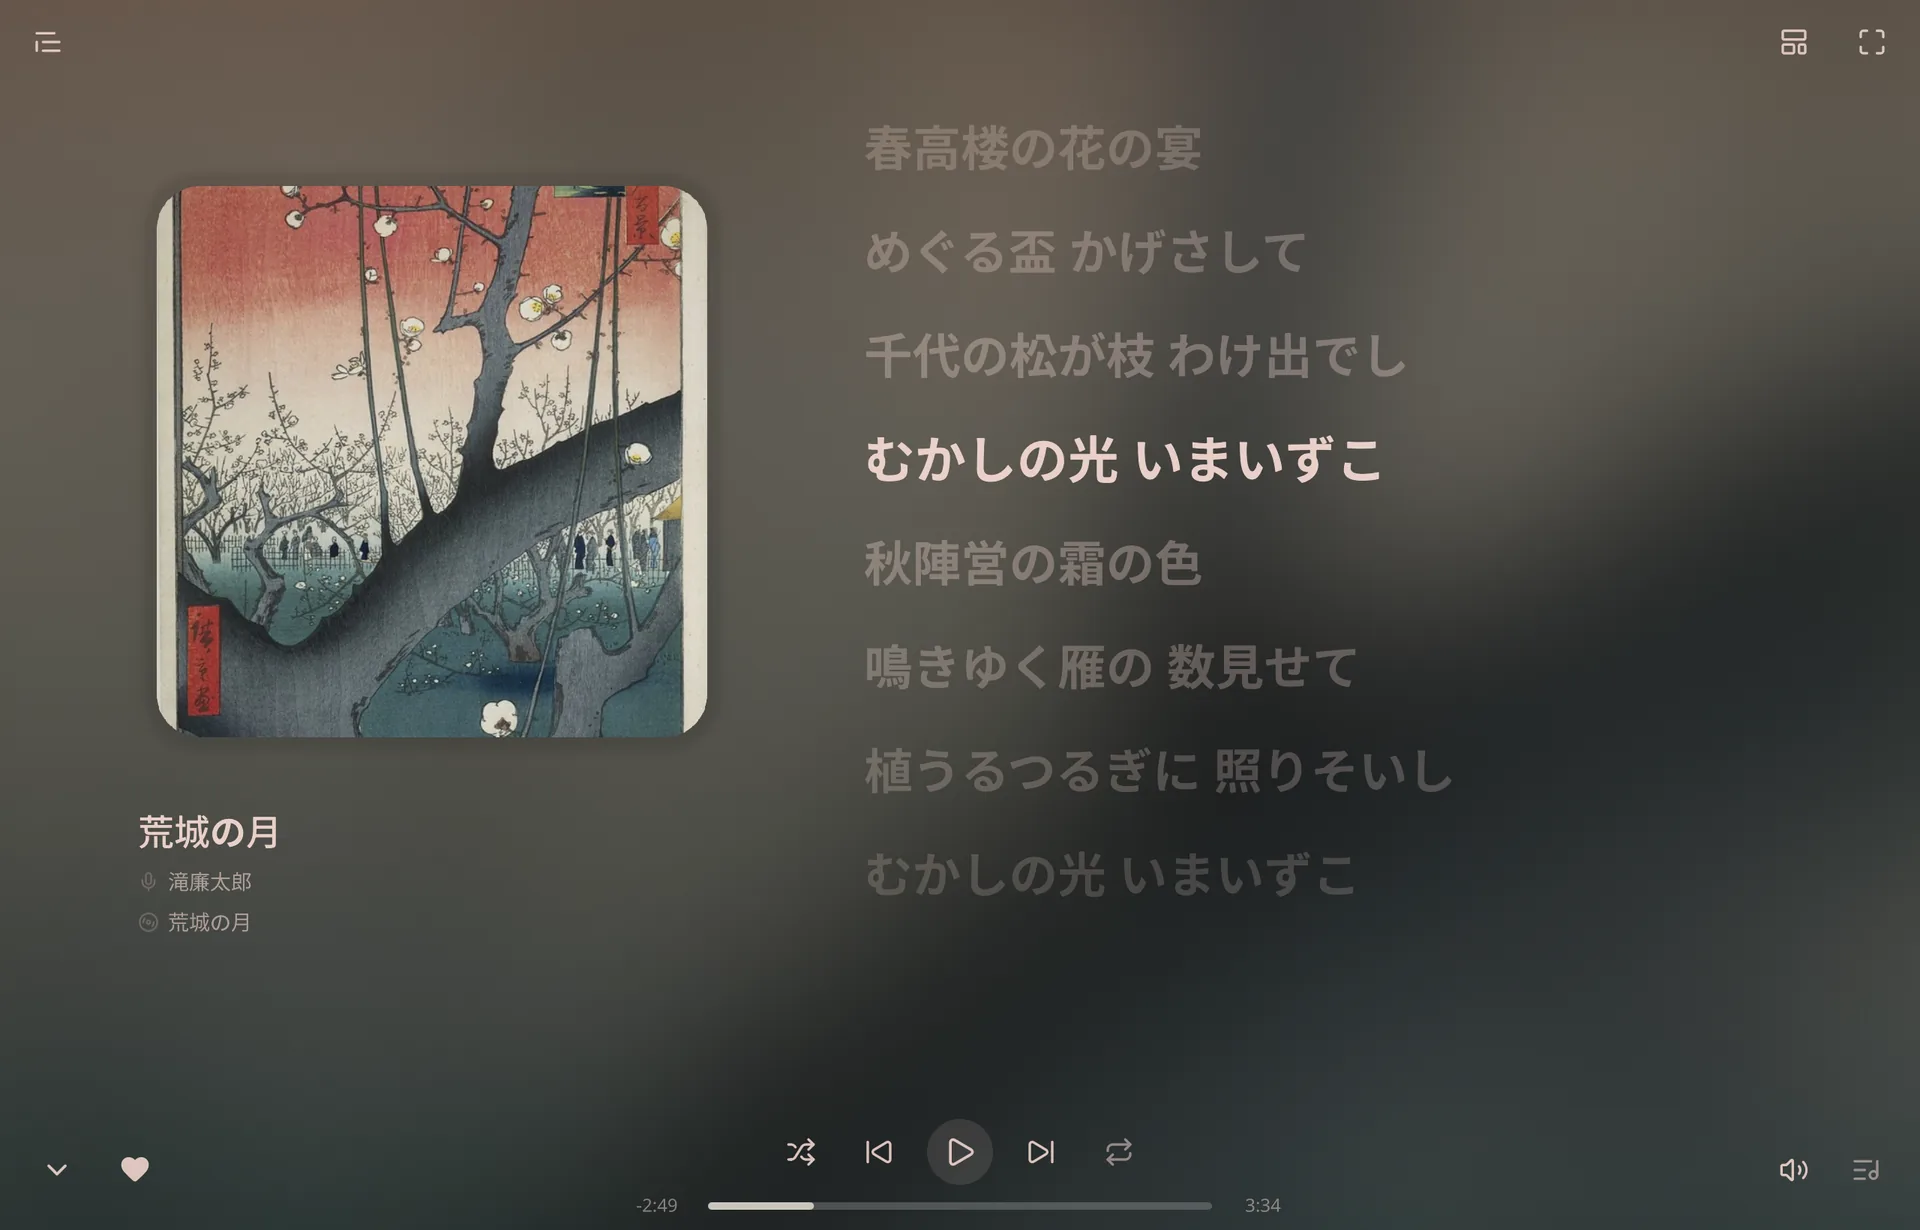 春高楼の花の宴
めぐる盃 かげさして
千代の松が枝 わけ出でし
むかしの光 いまいずこ
秋陣営の霜の色
鳴きゆく雁の 数見せて
植うるつるぎに 照りそいし
むかしの光 いまいずこ
荒城の月
滝廉太郎
荒城の月
-2:49
3:34